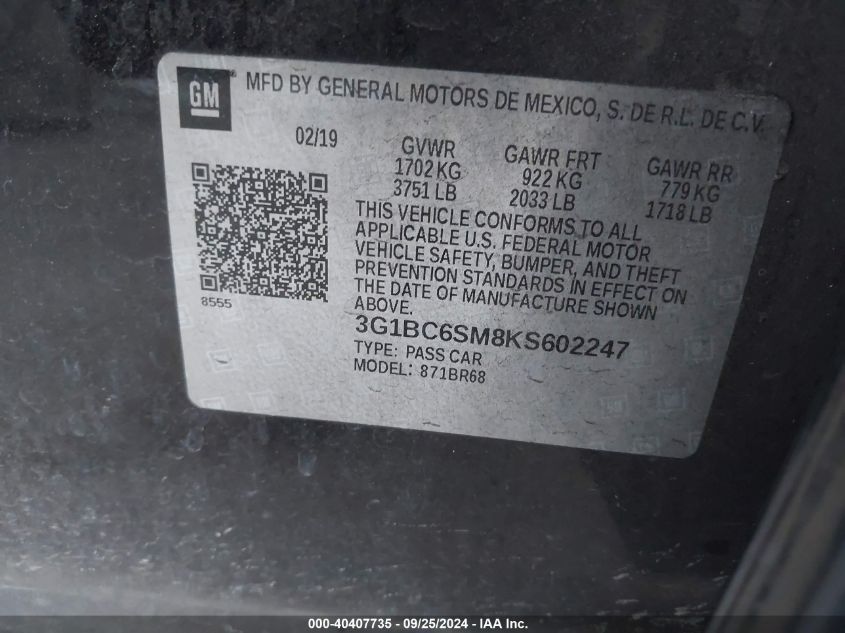 GM® MFD BY GENERAL MOTORS DE MEXICO, S. DE R.L. DE C.V.
02/19
GVWR GAWR FRT GAWR RR
1702 KG 922 KG 779 KG
3751 LB 2033 LB 1718 LB
THIS VEHICLE CONFORMS TO ALL
APPLICABLE U.S. FEDERAL MOTOR
VEHICLE SAFETY, BUMPER, AND THEFT
PREVENTION STANDARDS IN EFFECT ON
THE DATE OF MANUFACTURE SHOWN
ABOVE.
8555
3G1BC6SM8KS602247
TYPE: PASS CAR
MODEL: 871BR68
000-40407735 - 09/25/2024 - IAA Inc.